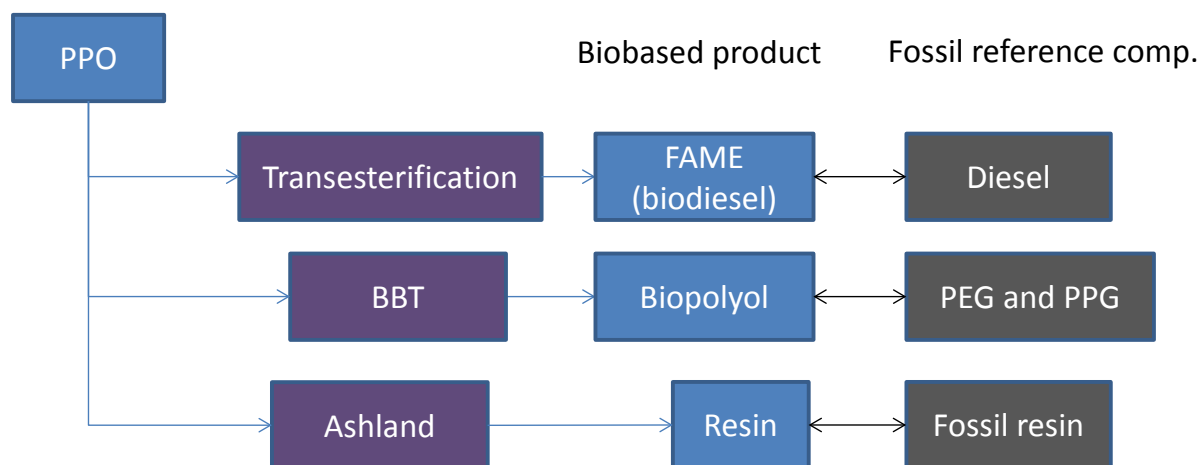 PPO
Biobased product
Fossil reference comp.
Transesterification
FAME
(biodiesel)
Diesel
BBT
Biopolyol
PEG and PPG
Ashland
Resin
Fossil resin